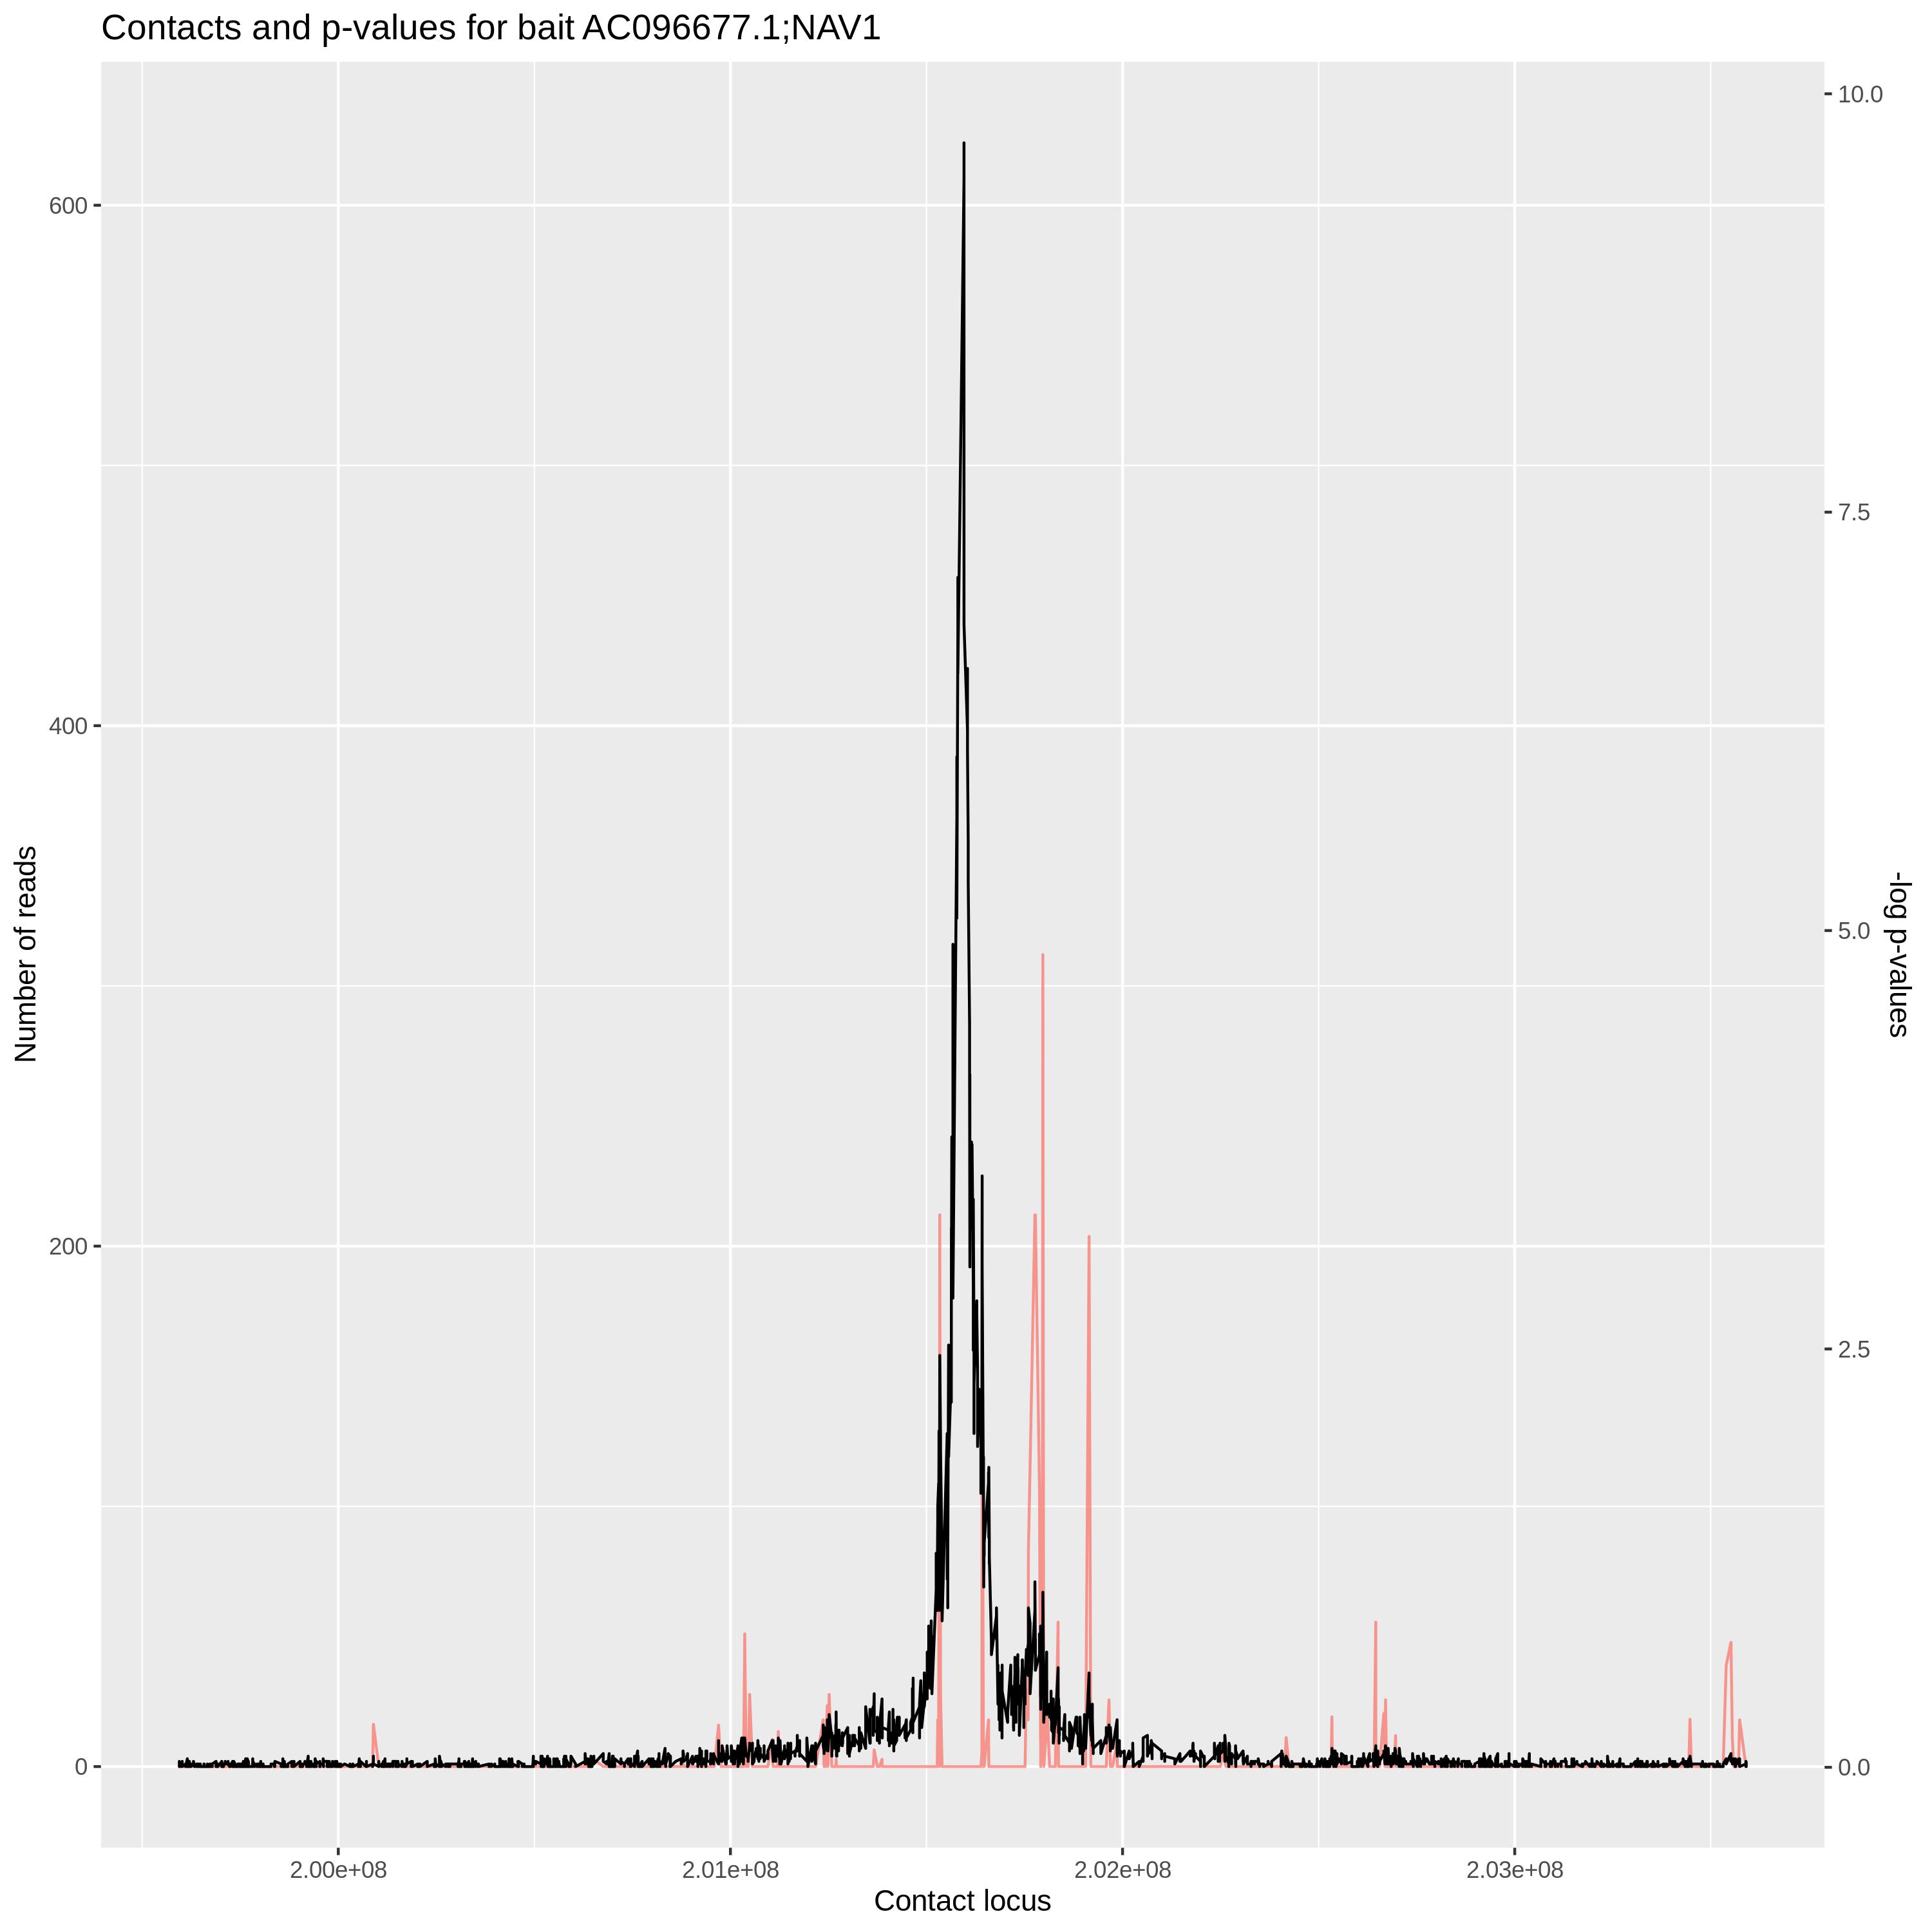 Contacts and p-values for bait AC096677.1;NAV1
10.0
600
7.5
400
5.0
Number of reads
-log p-values
200
2.5
0
0.0
2.00e+08
2.01e+08
2.02e+08
2.03e+08
Contact locus